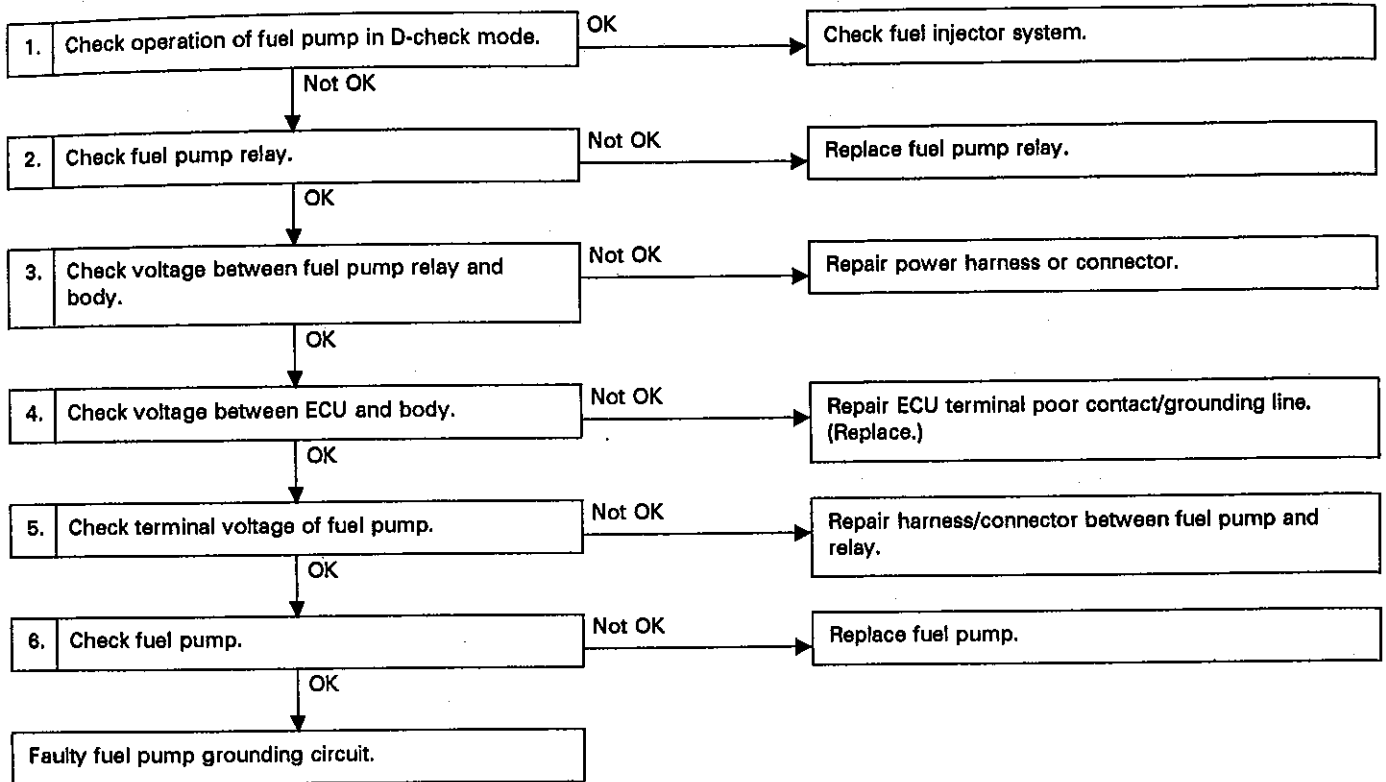 1. Check operation of fuel pump in D-check mode.
OK
Check fuel injector system.
Not OK
2. Check fuel pump relay.
Not OK
Replace fuel pump relay.
OK
3. Check voltage between fuel pump relay and
body.
Not OK
Repair power harness or connector.
OK
4. Check voltage between ECU and body.
Not OK
Repair ECU terminal poor contact/grounding line.
(Replace.)
OK
5. Check terminal voltage of fuel pump.
Not OK
Repair harness/connector between fuel pump and
relay.
OK
6. Check fuel pump.
Not OK
Replace fuel pump.
OK
Faulty fuel pump grounding circuit.